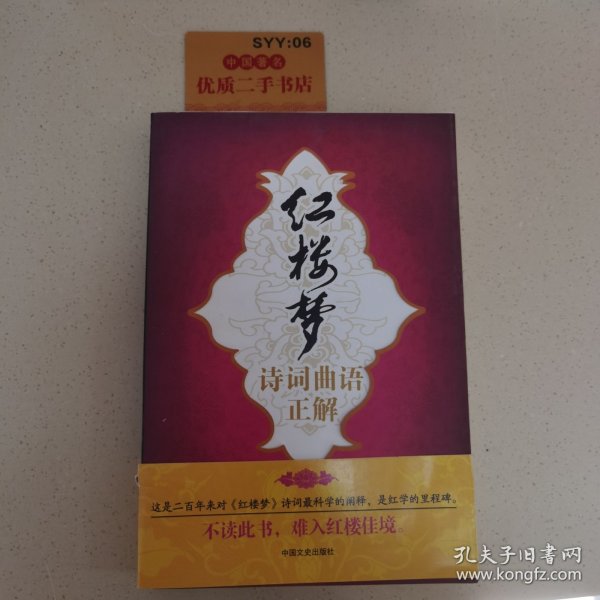 SYY:06
中国著名
优质二手书店
红楼梦
诗词曲语
正解
这是二百年来对《红楼梦》诗词最科学的阐释，是红学的里程碑。
不读此书，难入红楼佳境。
中国文史出版社
孔夫子旧书网
www.kongfz.com